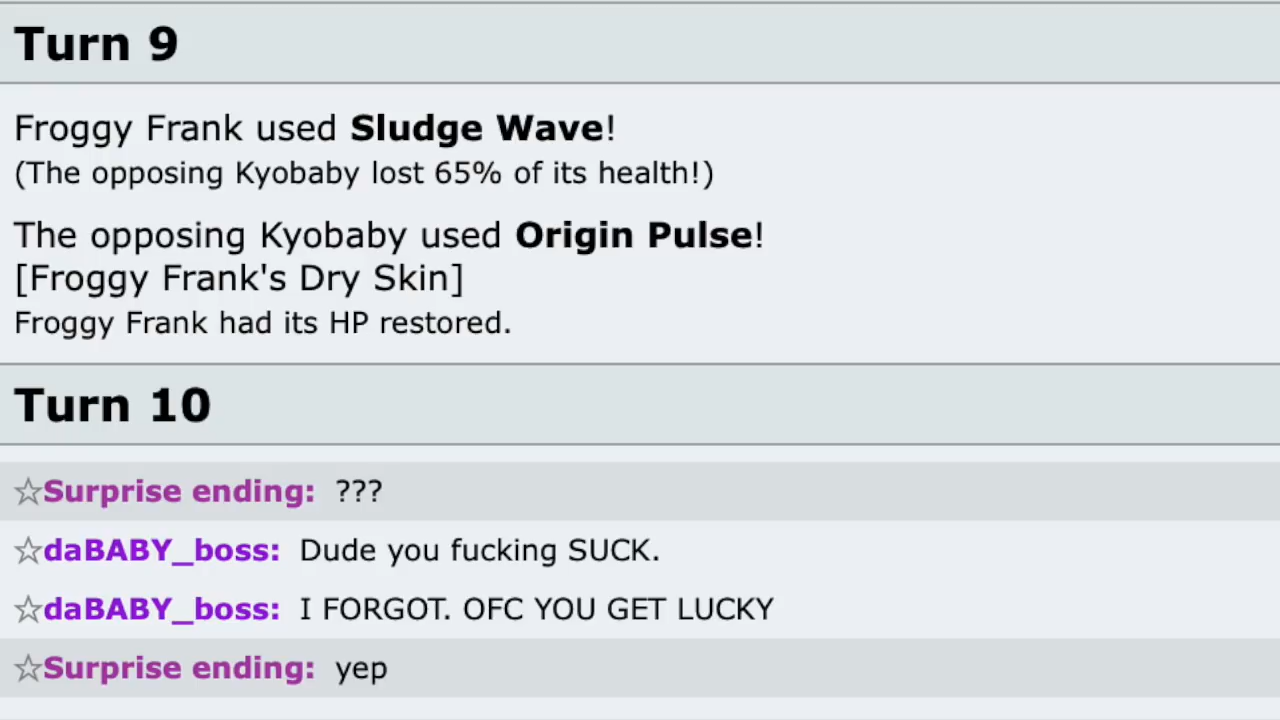 Turn 9
Froggy Frank used Sludge Wave!
(The opposing Kyobaby lost 65% of its health!)
The opposing Kyobaby used Origin Pulse!
[Froggy Frank's Dry Skin]
Froggy Frank had its HP restored.
Turn 10
☆Surprise ending: ???
☆daBABY_boss: Dude you fucking SUCK.
☆daBABY_boss: I FORGOT. OFC YOU GET LUCKY
☆Surprise ending: yep